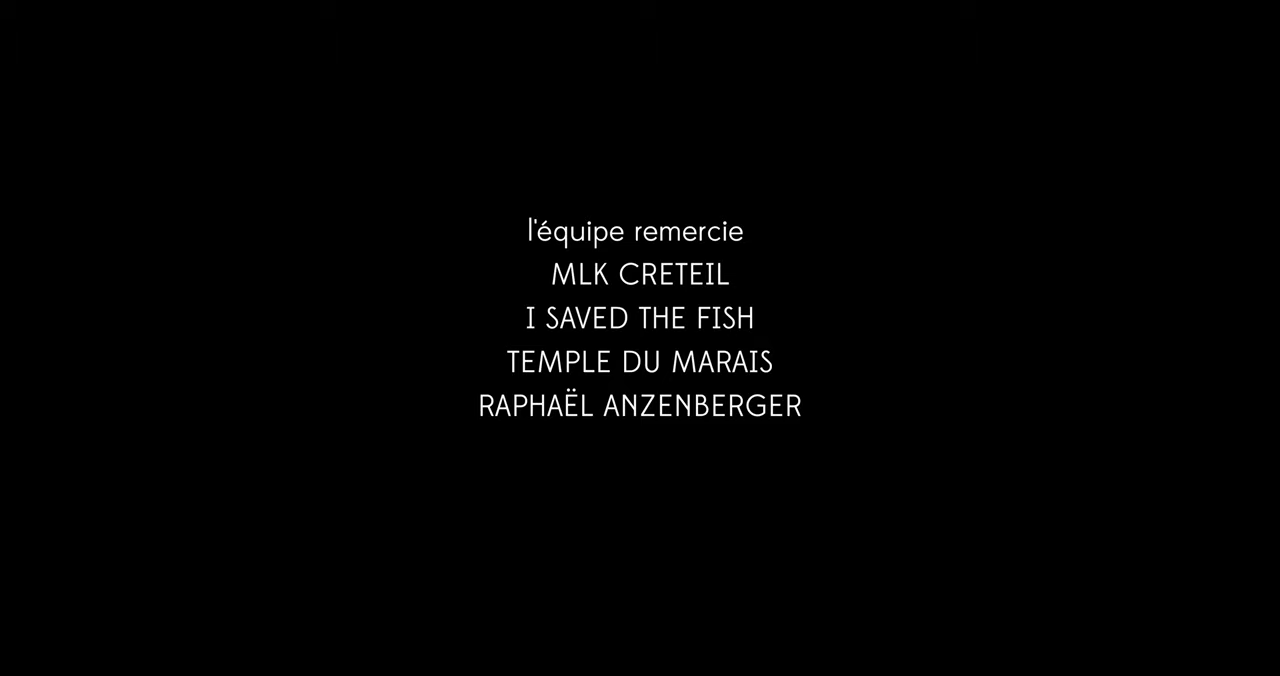 l'équipe remercie
MLK CRETEIL
I SAVED THE FISH
TEMPLE DU MARAIS
RAPHAËL ANZENBERGER